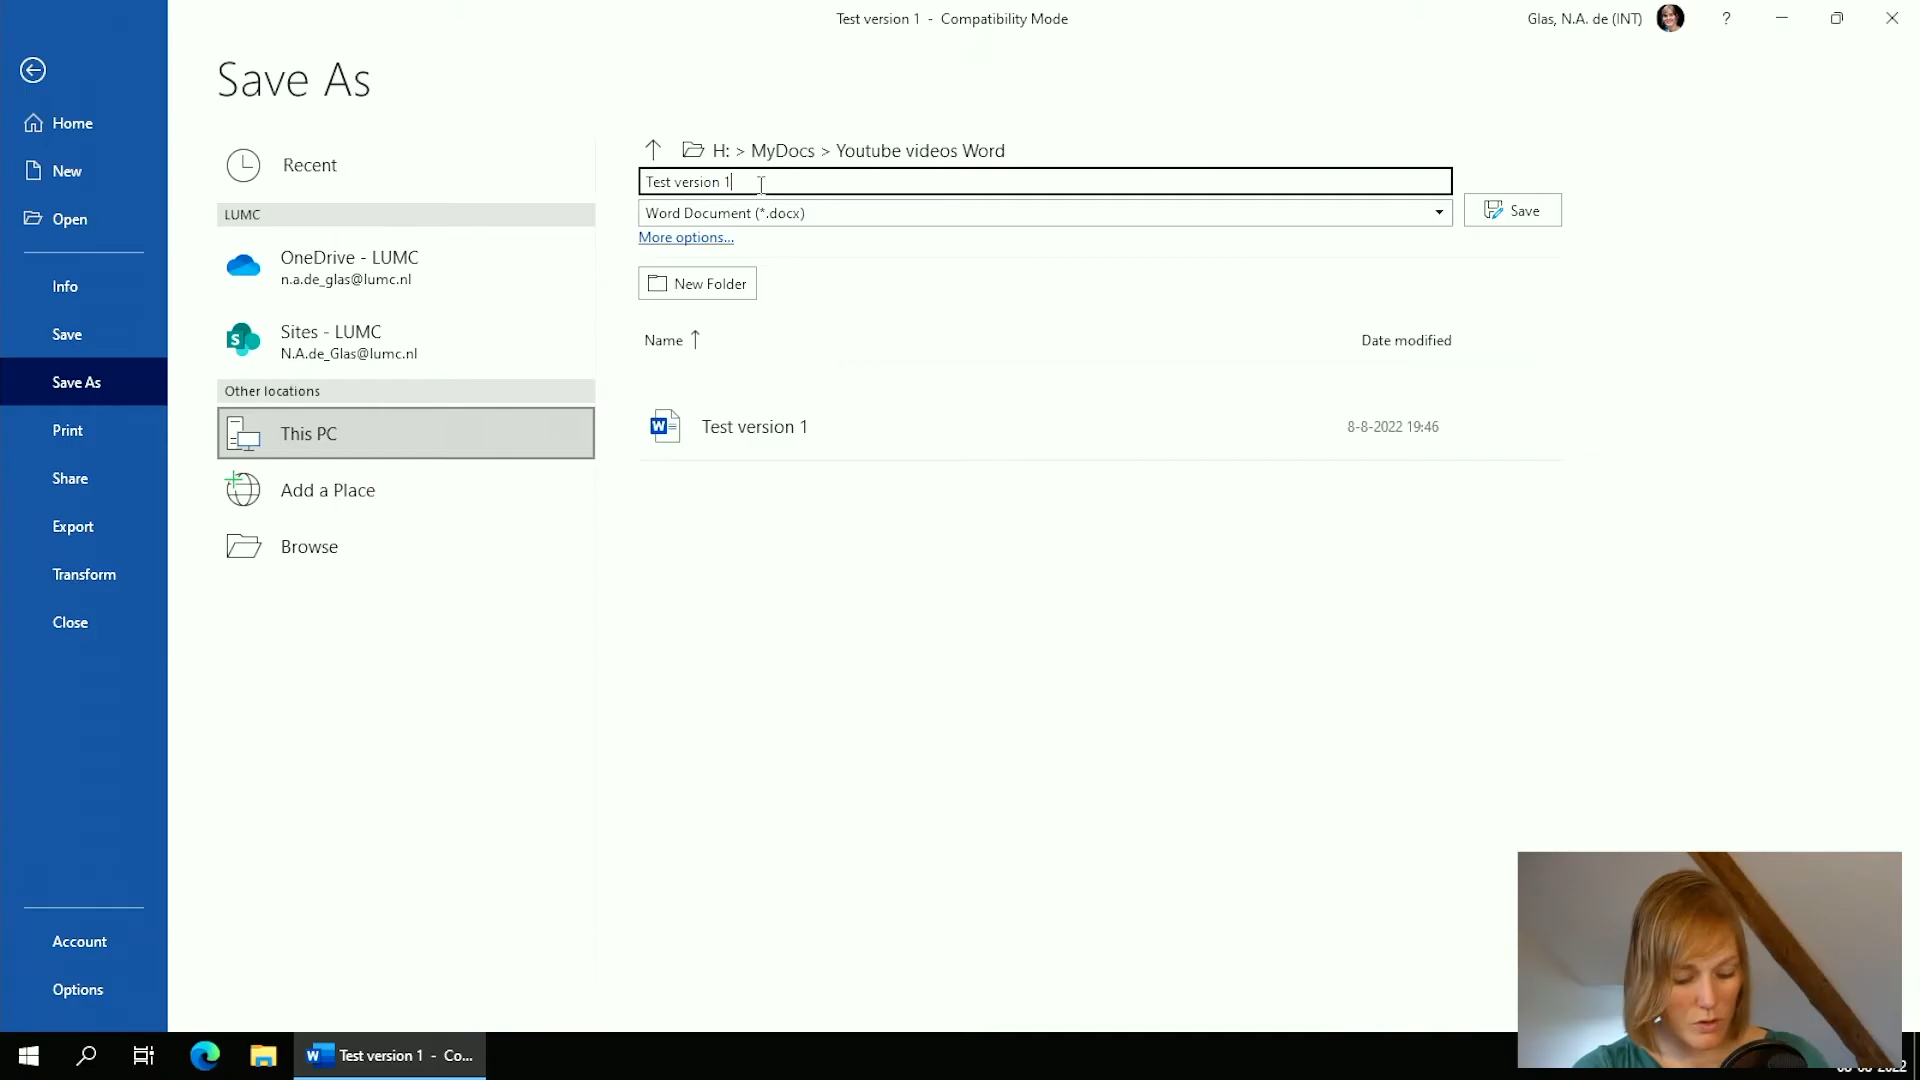 Test version 1 - Compatibility Mode
Glas, N.A. de (INT)
?
Save As
Home
New
Open
Info
Save
Save As
Print
Share
Export
Transform
Close
Account
Options
Recent
LUMC
OneDrive - LUMC
n.a.de_glas@lumc.nl
Sites - LUMC
N.A.de_Glas@lumc.nl
Other locations
This PC
Add a Place
Browse
H: > MyDocs > Youtube videos Word
Test version 1
Word Document (*.docx)
Save
More options...
New Folder
Name
Date modified
Test version 1
8-8-2022 19:46
Test version 1 - Co...